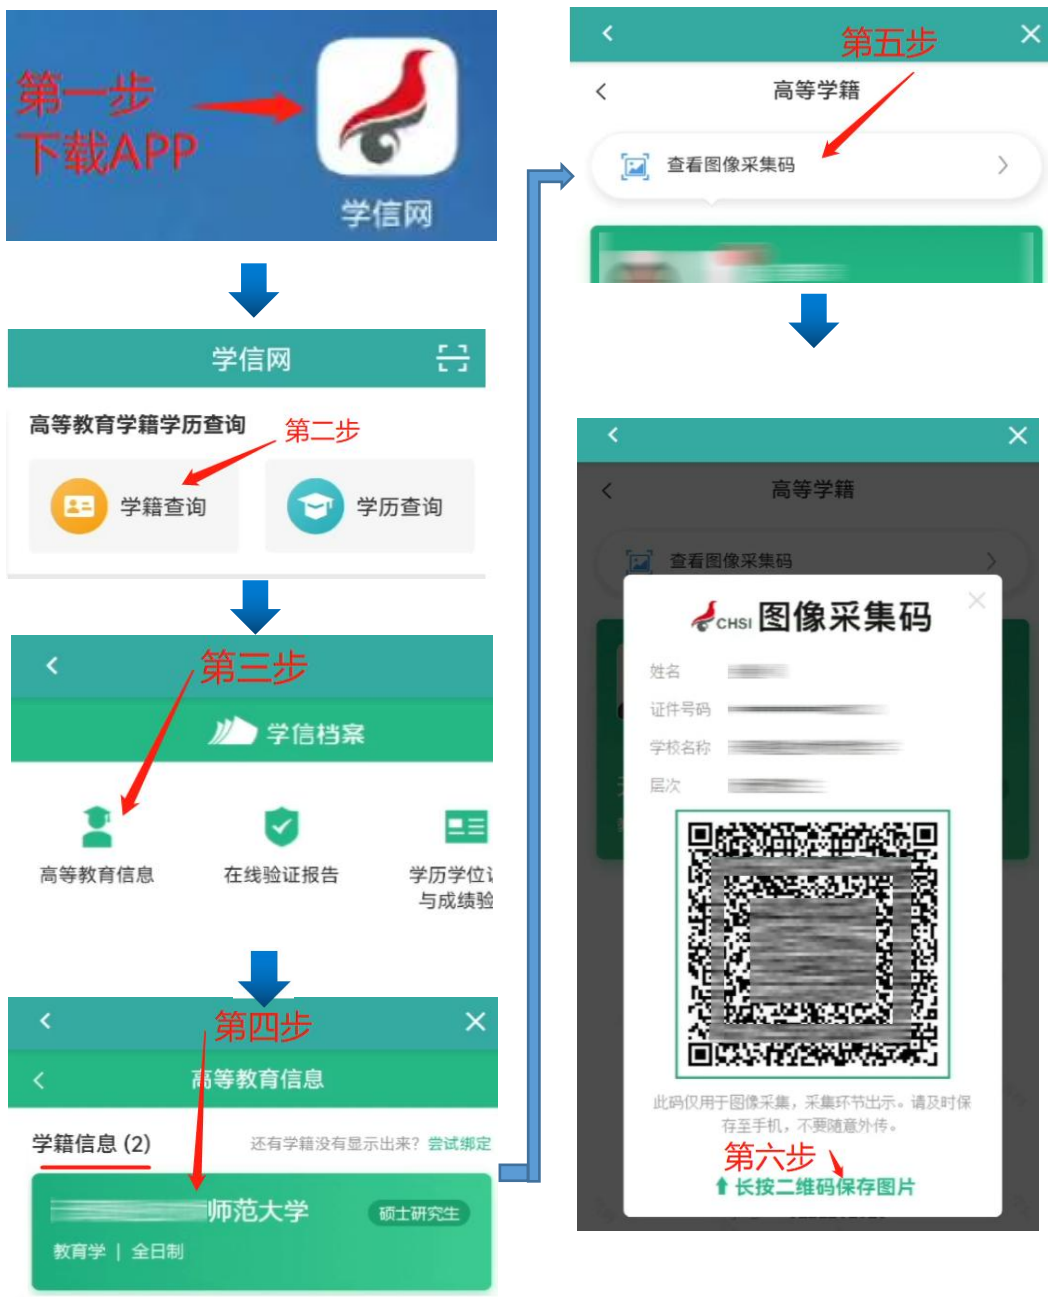 第一步
下载APP
学信网
学信网
高等教育学籍学历查询
第二步
学籍查询
学历查询
第三步
学信档案
高等教育信息
在线验证报告
学历学位
与成绩验
第四步
高等教育信息
学籍信息 (2)
还有学籍没有显示出来？尝试绑定
师范大学
硕士研究生
教育学 | 全日制
第五步
高等学籍
查看图像采集码
高等学籍
查看图像采集码
CHSI 图像采集码
姓名
证件号码
学校名称
层次
此码仅用于图像采集，采集环节出示。请及时保
存至手机，不要随意外传。
第六步
长按二维码保存图片